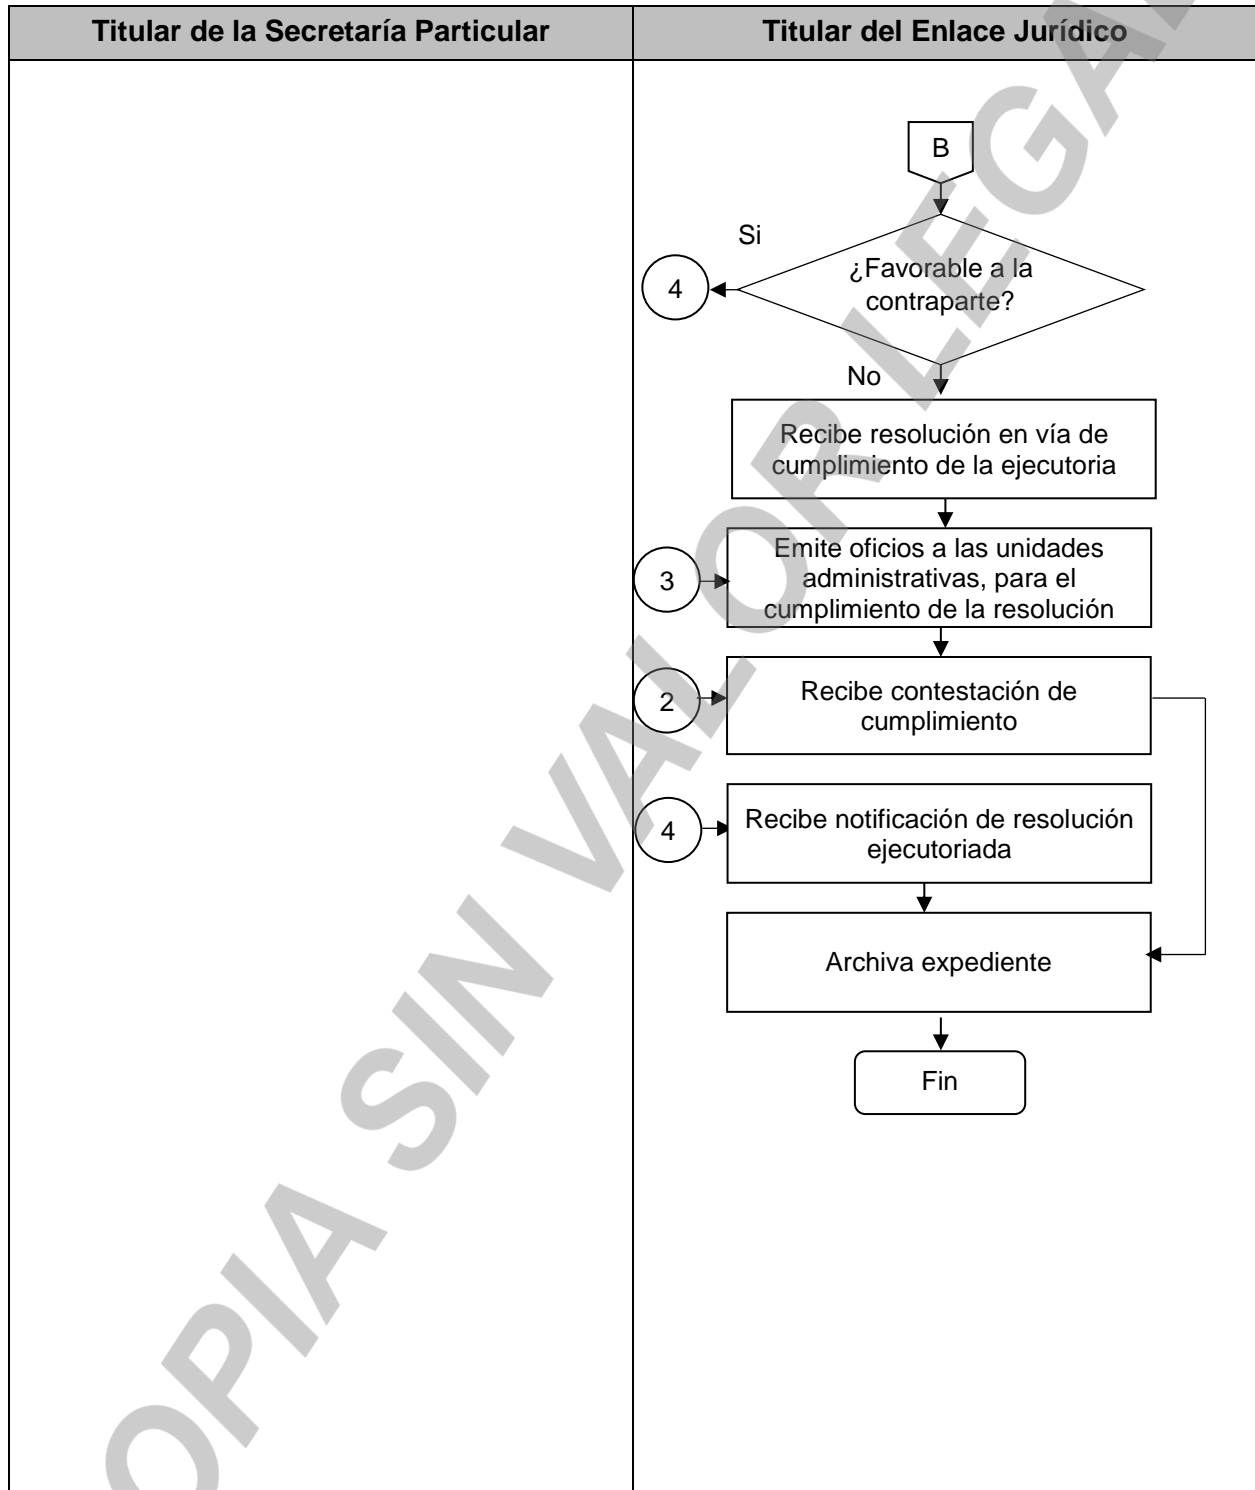 Titular de la Secretaría Particular
Titular del Enlace Jurídico
B
Si
¿Favorable a la
contraparte?
4
No
Recibe resolución en vía de
cumplimiento de la ejecutoria
Emite oficios a las unidades
administrativas, para el
cumplimiento de la resolución
3
Recibe contestación de
cumplimiento
2
Recibe notificación de resolución
ejecutoriada
4
Archiva expediente
Fin
OPIA SIN VALOR LEGAL